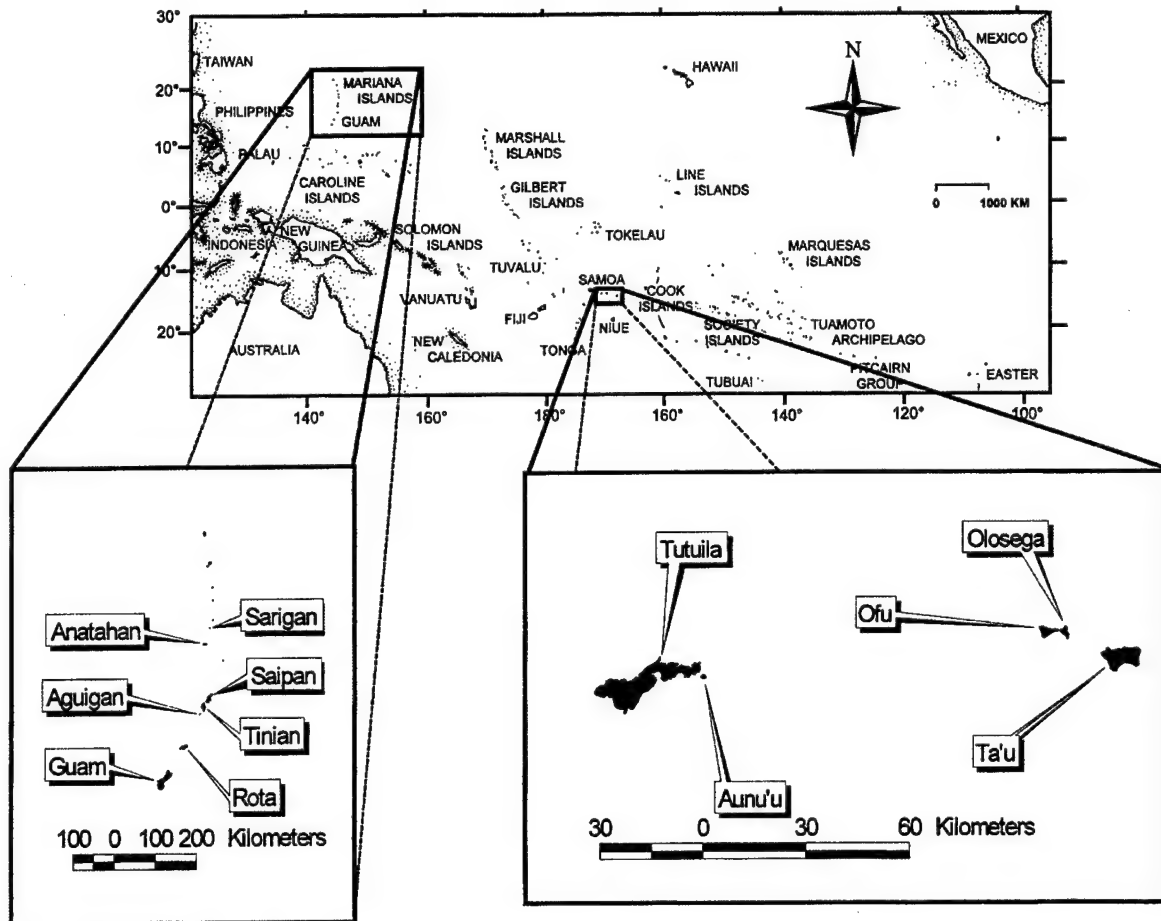 30°
20°
10°
0°
10°
20°
TAIWAN
PHILIPPINES
PALAU
MARIANA
ISLANDS
GUAM
CAROLINE
ISLANDS
INDONESIA
NEW
GUINEA
SOLOMON
ISLANDS
MARSHALL
ISLANDS
GILBERT
ISLANDS
TUVALU
VANUATU
FIJI
NEW
CALEDONIA
AUSTRALIA
HAWAII
LINE
ISLANDS
TOKELAU
SAMOA
COOK
ISLANDS
NIUE
TONGA
SOCIETY
ISLANDS
TUBUAI
MARQUESAS
ISLANDS
TUAMOTO
ARCHIPELAGO
PITCAIRN
GROUP
EASTER
MEXICO
N
0 1000 KM
140° 160° 180° 160° 140° 120° 100°
Anatahan
Sarigan
Aguigan
Saipan
Tinian
Guam
Rota
100 0 100 200 Kilometers
Tutuila
Olosega
Ofu
Ta'u
Aunu'u
30 0 30 60 Kilometers